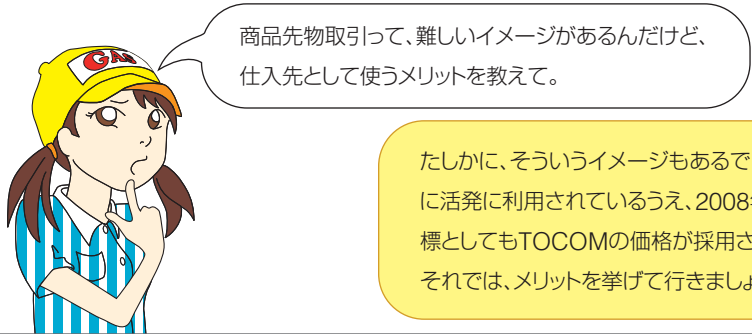 GAS
商品先物取引って、難しいイメージがあるんだけど、
仕入先として使うメリットを教えて。
たしかに、そういうイメージもあるで
に活発に利用されているうえ、2008
標としてもTOCOMの価格が採用さ
それでは、メリットを挙げて行きまし